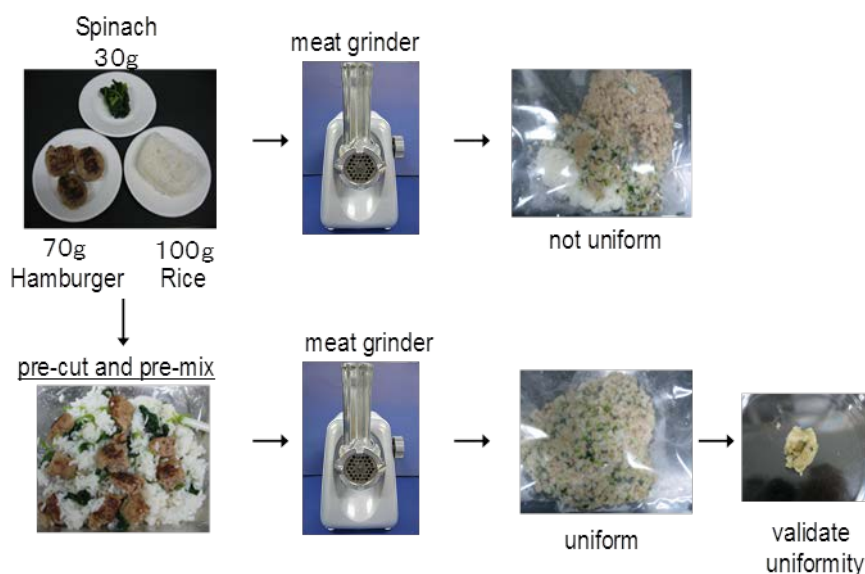 Spinach
30g
meat grinder
not uniform
70g
Hamburger
100g
Rice
pre-cut and pre-mix
meat grinder
uniform
validate
uniformity